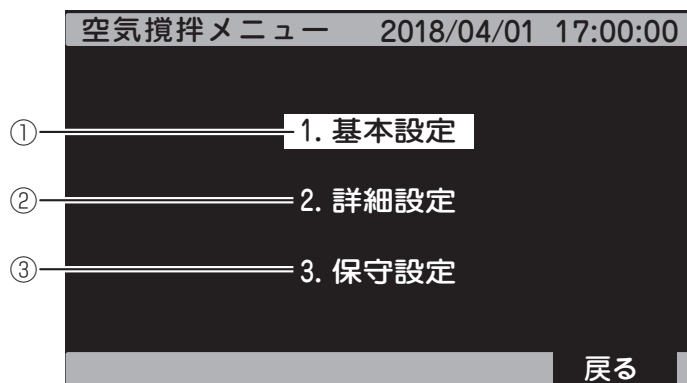 空気撹拌メニュー 2018/04/01 17:00:00
① 1. 基本設定
② 2. 詳細設定
③ 3. 保守設定
戻る